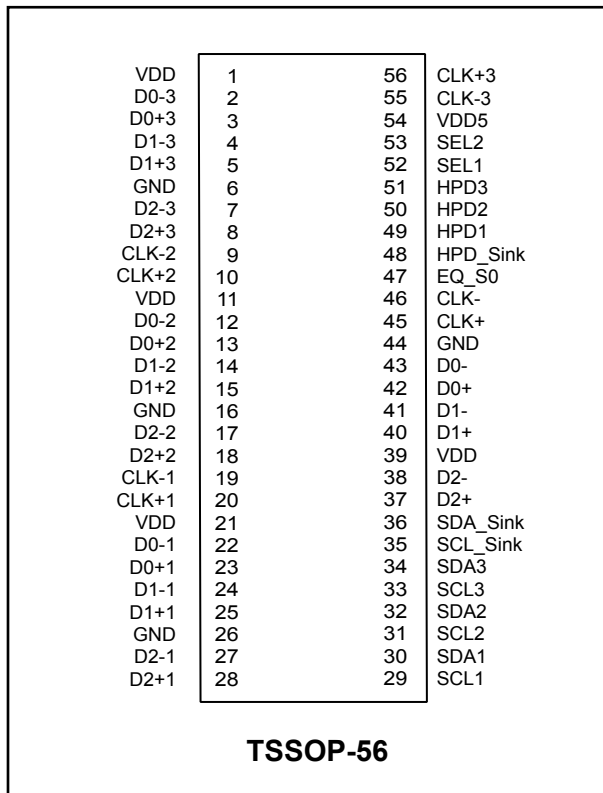 VDD 1 56 CLK+3
D0-3 2 55 CLK-3
D0+3 3 54 VDD5
D1-3 4 53 SEL2
D1+3 5 52 SEL1
GND 6 51 HPD3
D2-3 7 50 HPD2
D2+3 8 49 HPD1
CLK-2 9 48 HPD_Sink
CLK+2 10 47 EQ_S0
VDD 11 46 CLK-
D0-2 12 45 CLK+
D0+2 13 44 GND
D1-2 14 43 D0-
D1+2 15 42 D0+
GND 16 41 D1-
D2-2 17 40 D1+
D2+2 18 39 VDD
CLK-1 19 38 D2-
CLK+1 20 37 D2+
VDD 21 36 SDA_Sink
D0-1 22 35 SCL_Sink
D0+1 23 34 SDA3
D1-1 24 33 SCL3
D1+1 25 32 SDA2
GND 26 31 SCL2
D2-1 27 30 SDA1
D2+1 28 29 SCL1
TSSOP-56